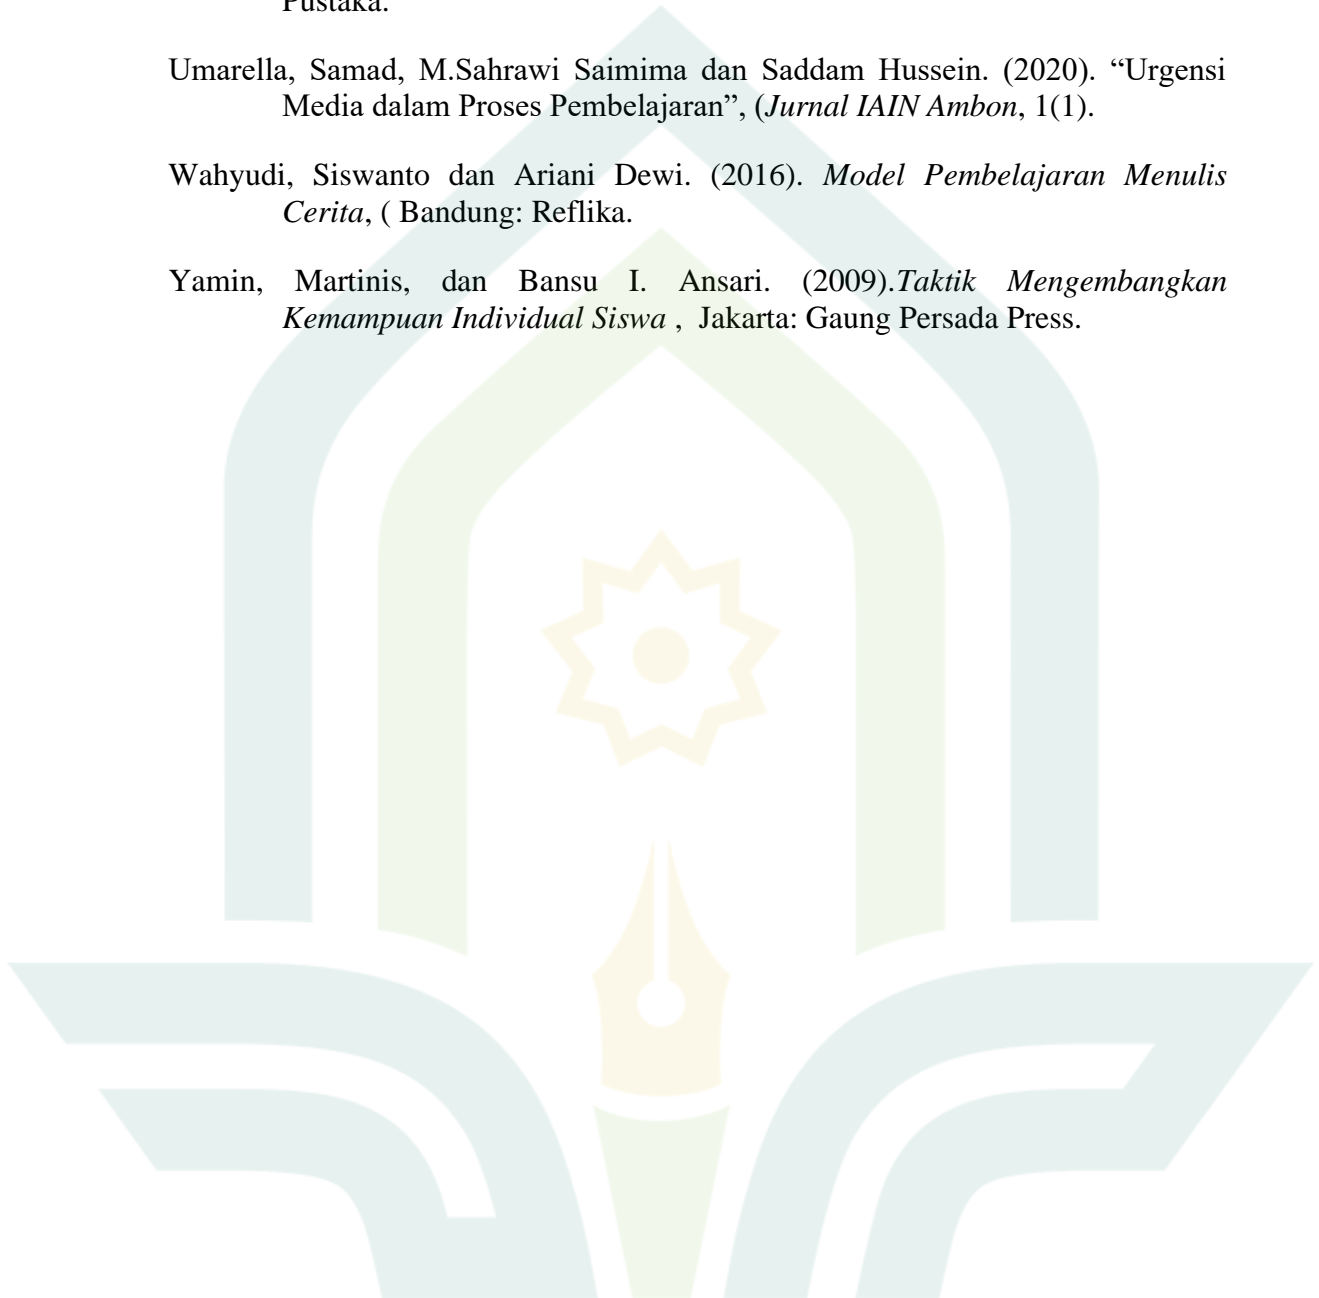 Pustaka.
Umarella, Samad, M.Sahrawi Saimima dan Saddam Hussein. (2020). “Urgensi
Media dalam Proses Pembelajaran”, (Jurnal IAIN Ambon, 1(1).
Wahyudi, Siswanto dan Ariani Dewi. (2016). Model Pembelajaran Menulis
Cerita, ( Bandung: Reflika.
Yamin, Martinis, dan Bansu I. Ansari. (2009).Taktik Mengembangkan
Kemampuan Individual Siswa , Jakarta: Gaung Persada Press.